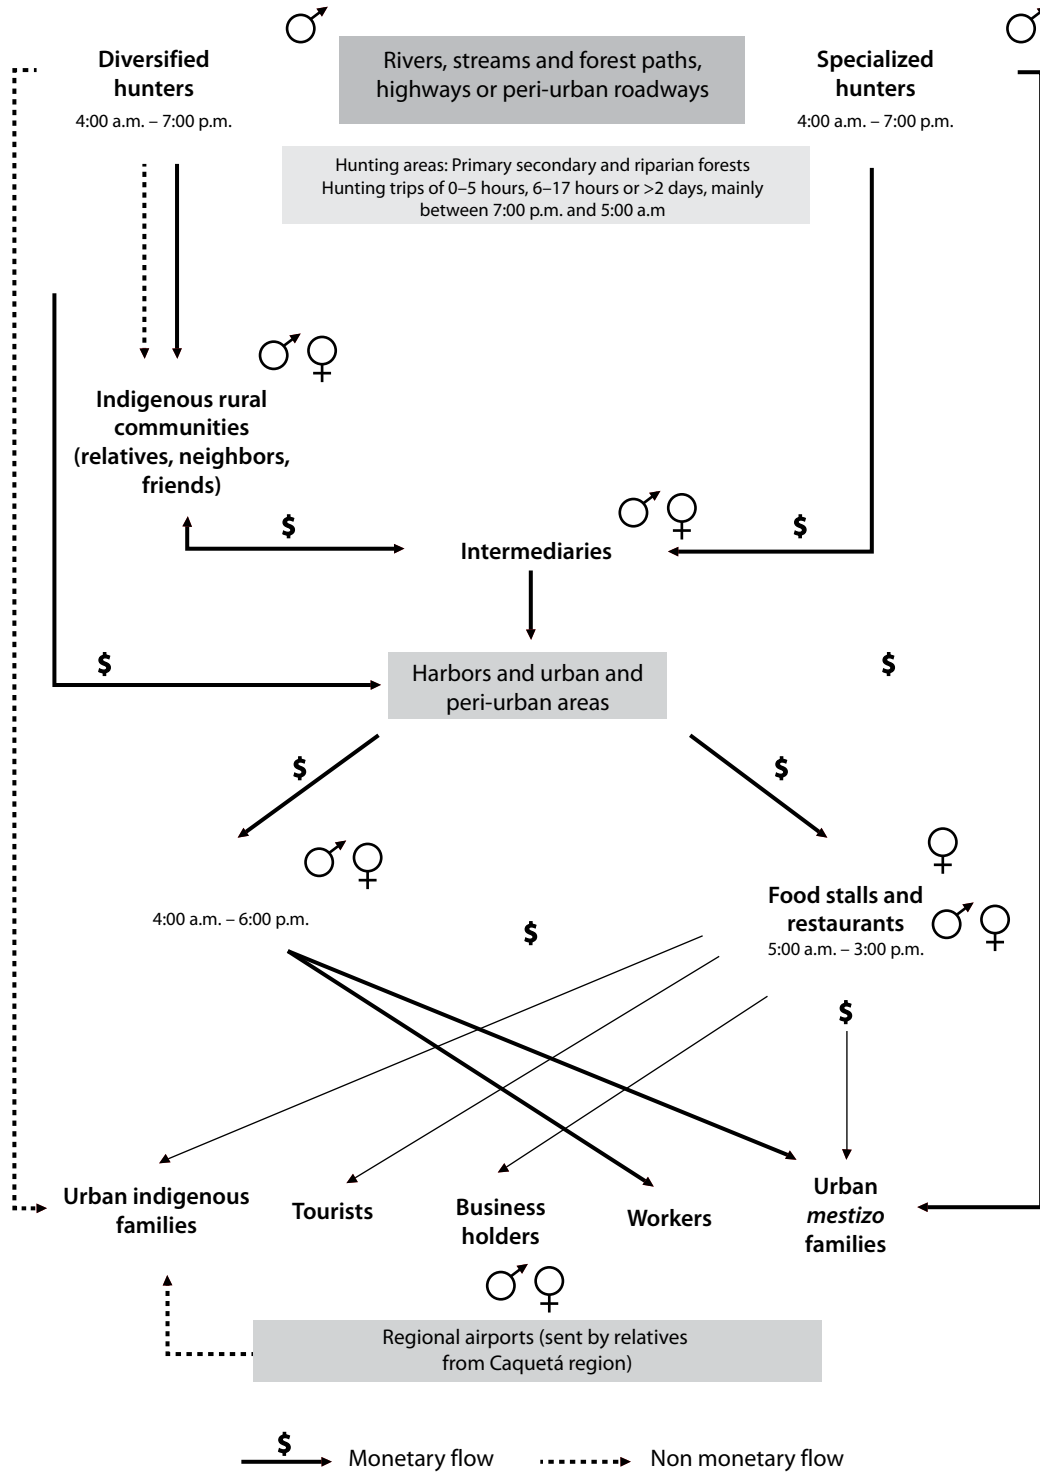 Diversified
hunters
4:00 a.m. – 7:00 p.m.
Rivers, streams and forest paths,
highways or peri-urban roadways
Specialized
hunters
4:00 a.m. – 7:00 p.m.
Hunting areas: Primary secondary and riparian forests
Hunting trips of 0–5 hours, 6–17 hours or >2 days, mainly
between 7:00 p.m. and 5:00 a.m
Indigenous rural
communities
(relatives, neighbors,
friends)
$
Intermediaries
$
$
Harbors and urban and
peri-urban areas
$
$
$
4:00 a.m. – 6:00 p.m.
$
Food stalls and
restaurants
5:00 a.m. – 3:00 p.m.
$
Urban indigenous
families
Tourists
Business
holders
Workers
Urban
mestizo
families
Regional airports (sent by relatives
from Caquetá region)
$
Monetary flow
Non monetary flow